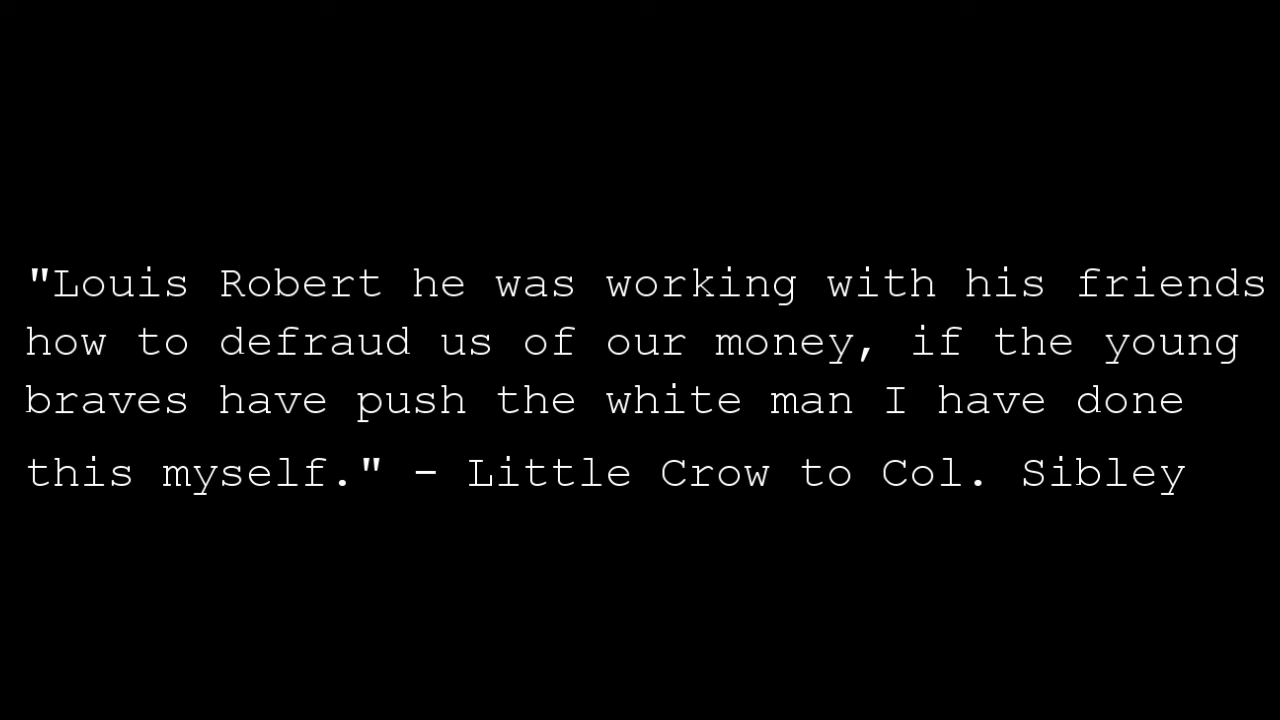 "Louis Robert he was working with his friends
how to defraud us of our money, if the young
braves have push the white man I have done
this myself." - Little Crow to Col. Sibley